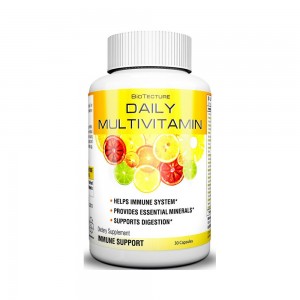 BIOTECTURE
DAILY
MULTIVITAMIN
• HELPS IMMUNE SYSTEM*
• PROVIDES ESSENTIAL MINERALS*
• SUPPORTS DIGESTION*
Dietary Supplement
IMMUNE SUPPORT
30 Capsules